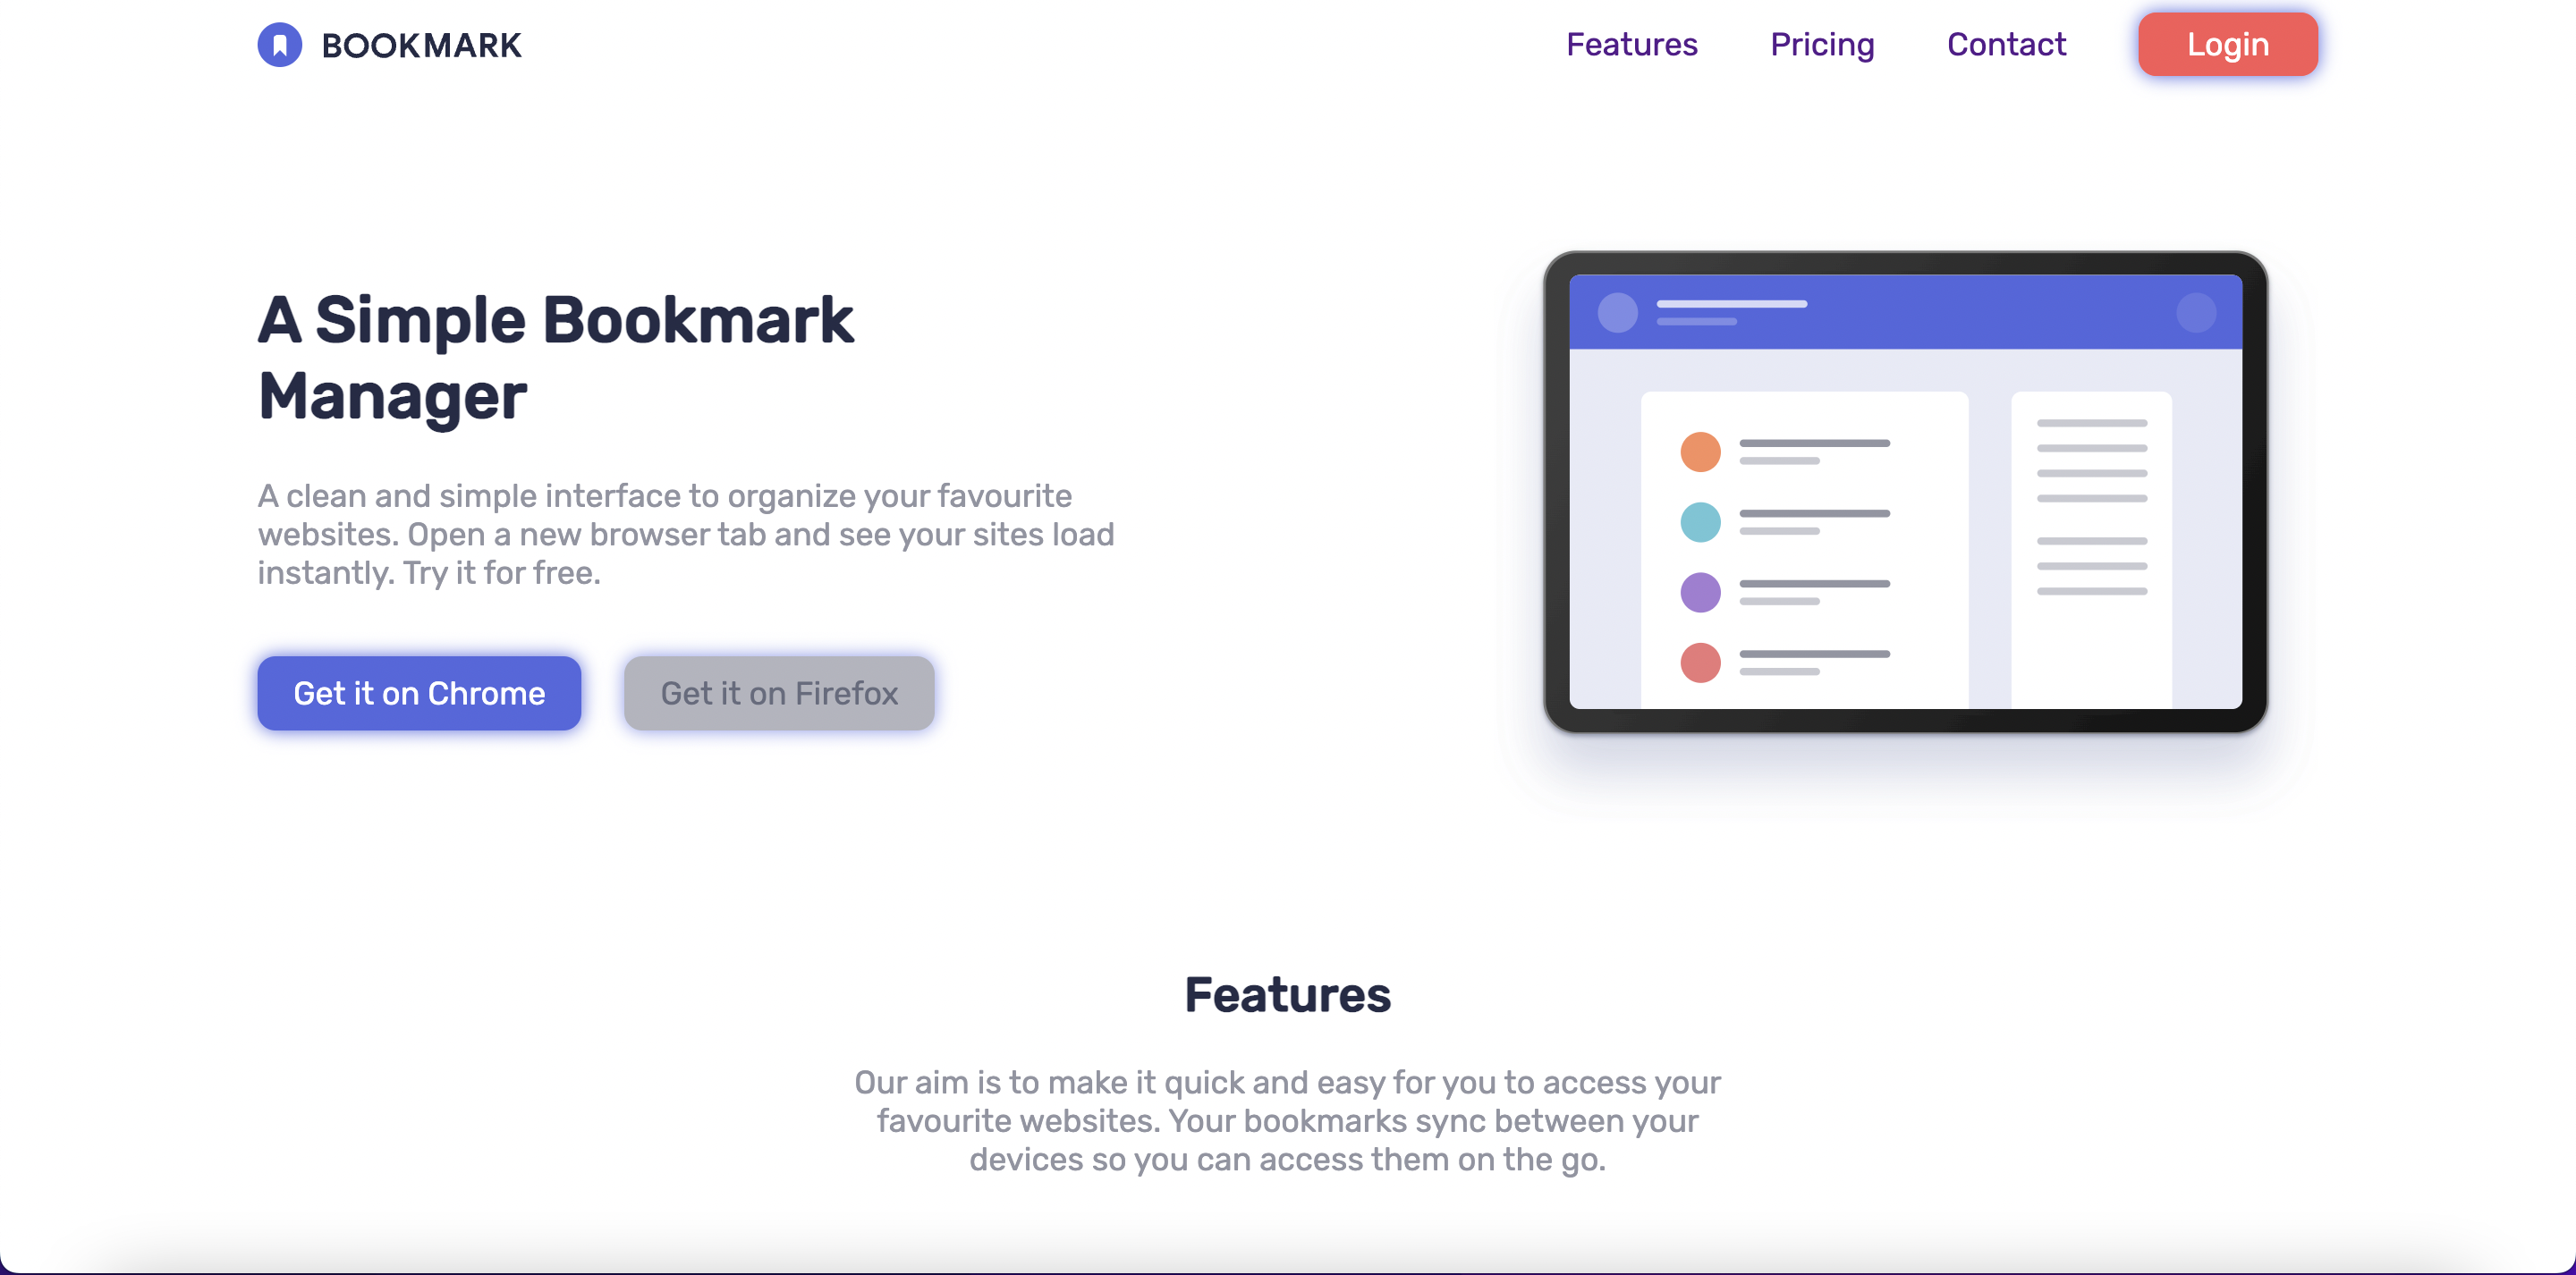 BOOKMARK
Features
Pricing
Contact
Login
A Simple Bookmark
Manager
A clean and simple interface to organize your favourite
websites. Open a new browser tab and see your sites load
instantly. Try it for free.
Get it on Chrome
Get it on Firefox
Features
Our aim is to make it quick and easy for you to access your
favourite websites. Your bookmarks sync between your
devices so you can access them on the go.